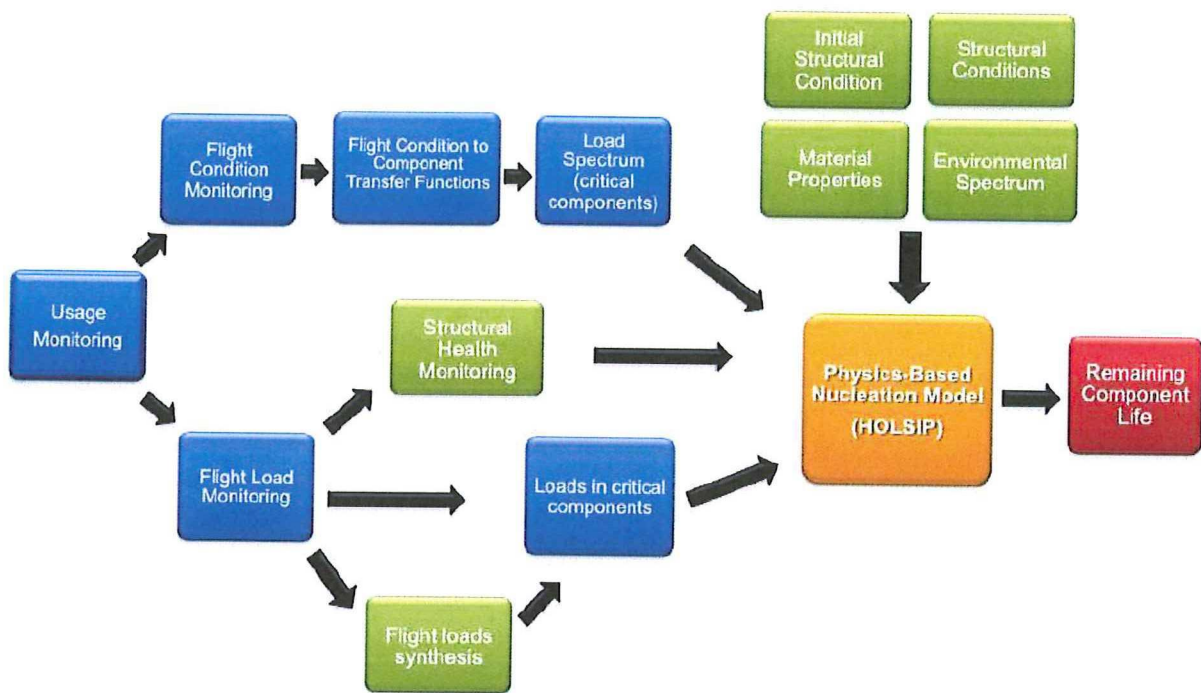 Initial
Structural
Condition
Structural
Conditions
Material
Properties
Environmental
Spectrum
Flight
Condition
Monitoring
Flight Condition to
Component
Transfer Functions
Load
Spectrum
(critical
components)
Usage
Monitoring
Structural
Health
Monitoring
Physics-Based
Nucleation Model
(HOLSIP)
Remaining
Component
Life
Flight Load
Monitoring
Loads in critical
components
Flight loads
synthesis